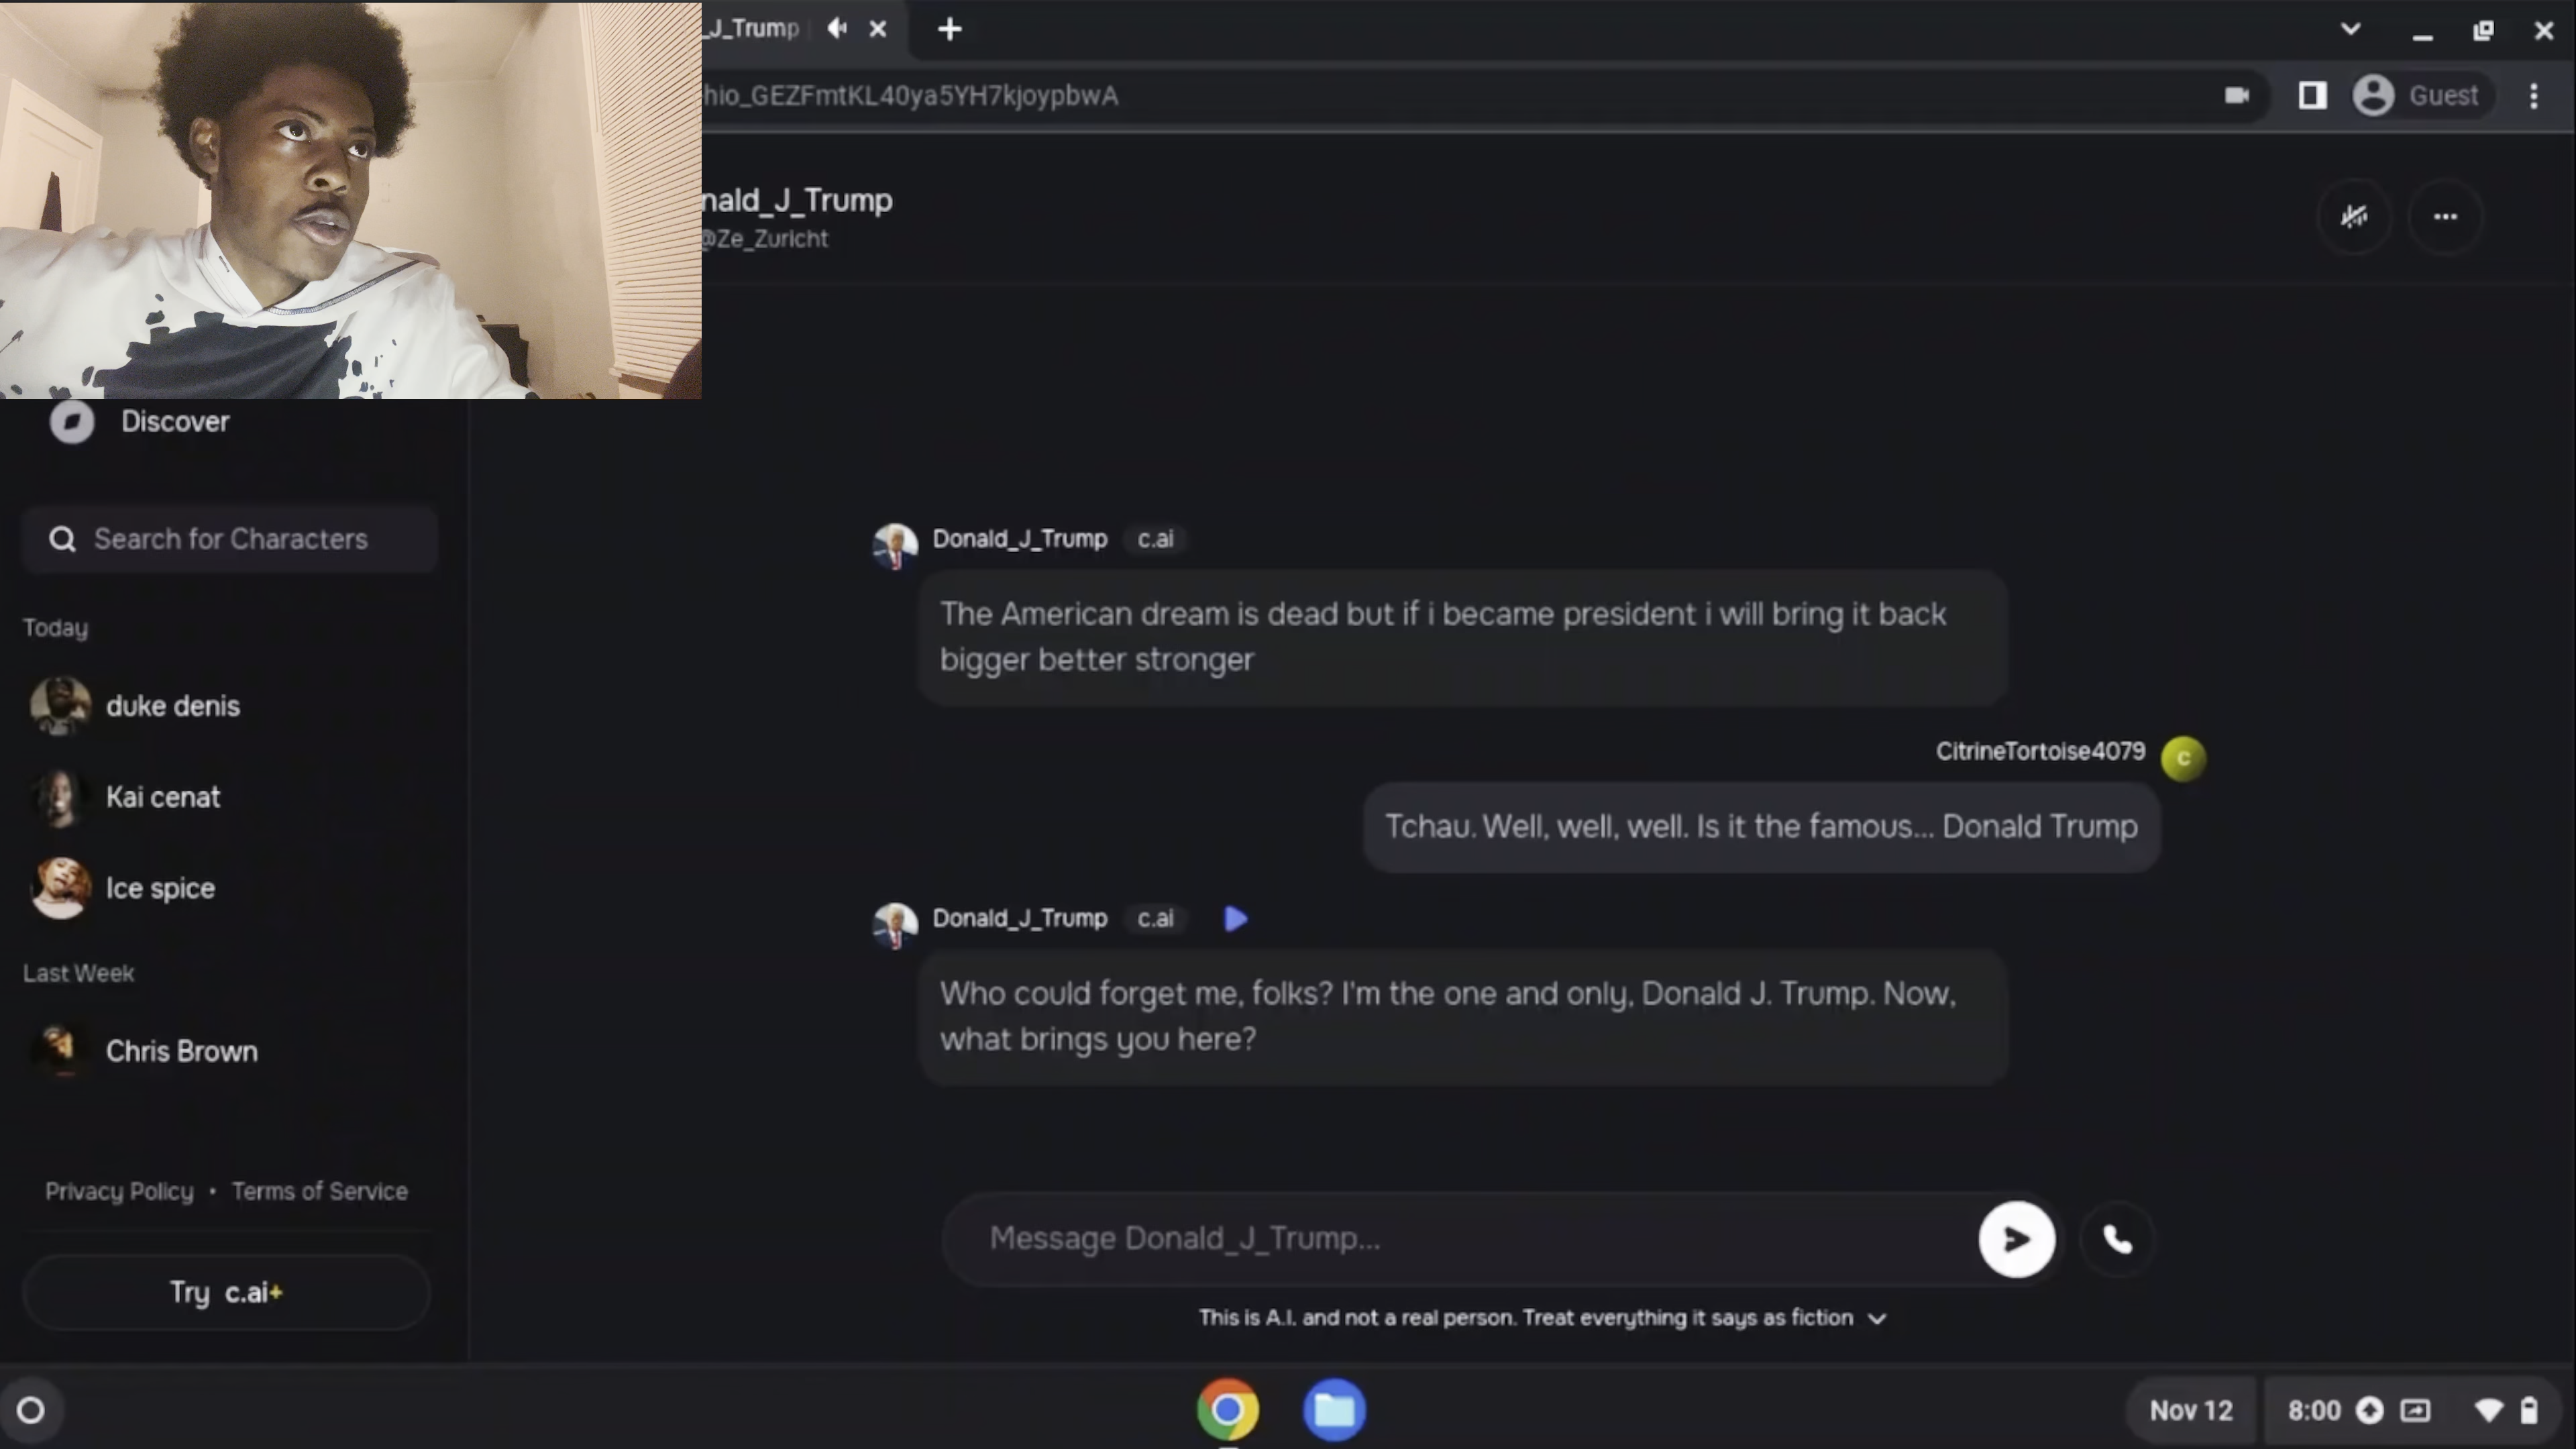 _J_Trump
hio_GEZFmtKL40ya5YH7kjoypbwA
Guest
nald_J_Trump
@Ze_Zuricht
Discover
Search for Characters
Today
duke denis
Kai cenat
Ice spice
Last Week
Chris Brown
Privacy Policy • Terms of Service
Try c.ai+
Donald_J_Trump c.ai
The American dream is dead but if i became president i will bring it back
bigger better stronger
CitrineTortoise4079
C
Tchau. Well, well, well. Is it the famous... Donald Trump
Donald_J_Trump c.ai
Who could forget me, folks? I'm the one and only, Donald J. Trump. Now,
what brings you here?
Message Donald_J_Trump...
This is A.I. and not a real person. Treat everything it says as fiction
Nov 12 8:00